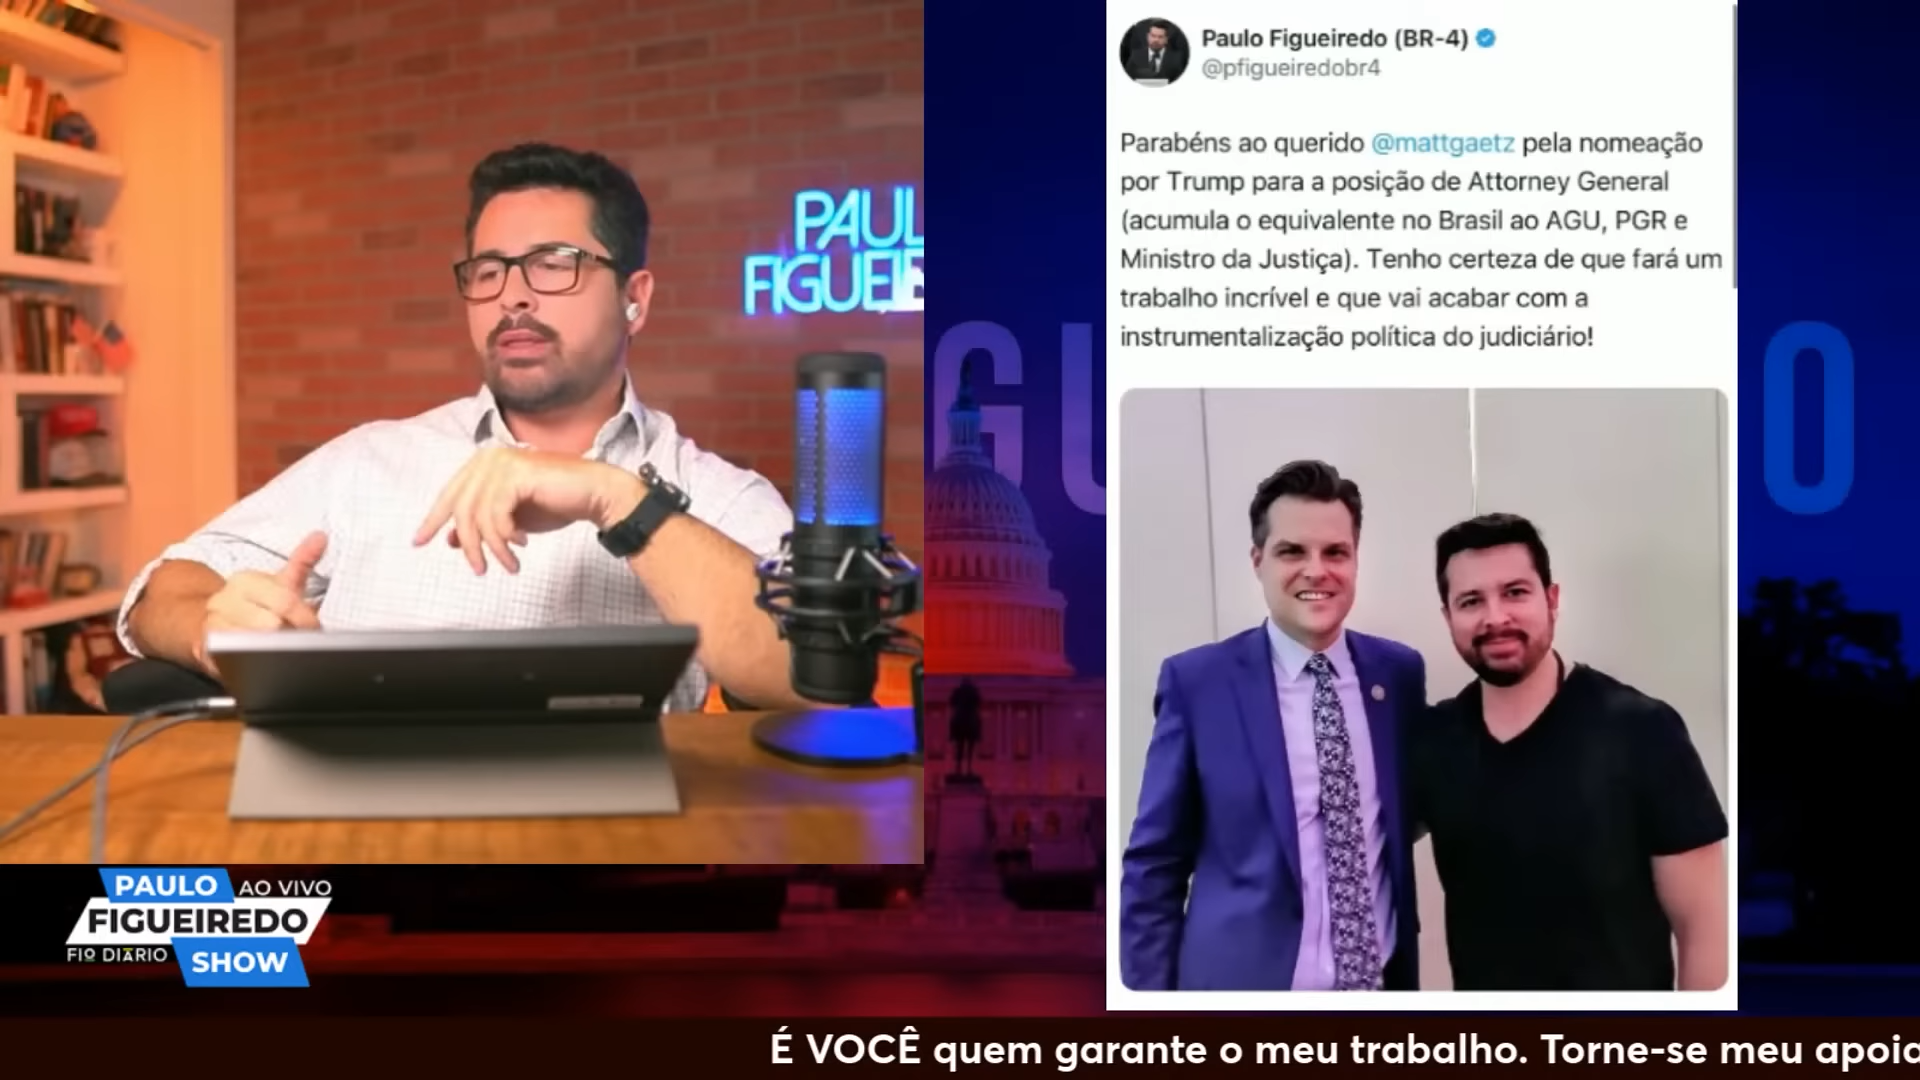 PAUL
FIGUEI
Paulo Figueiredo (BR-4)
@pfigueiredobr4
Parabéns ao querido @mattgaetz pela nomeação
por Trump para a posição de Attorney General
(acumula o equivalente no Brasil ao AGU, PGR e
Ministro da Justiça). Tenho certeza de que fará um
trabalho incrível e que vai acabar com a
instrumentalização política do judiciário!
GU
O
PAULO AO VIVO
FIGUEIREDO
FIO DIÁRIO SHOW
É VOCÊ quem garante o meu trabalho. Torne-se meu apoia